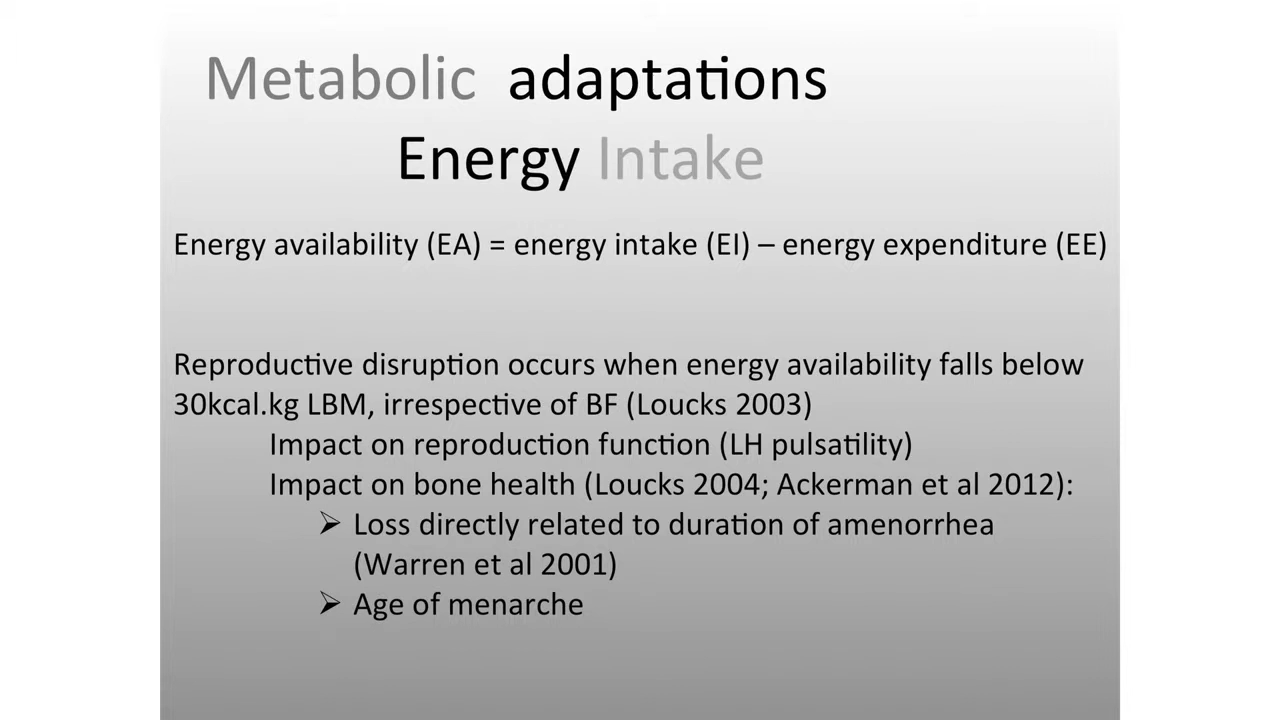 Metabolic adaptations
Energy Intake
Energy availability (EA) = energy intake (EI) – energy expenditure (EE)
Reproductive disruption occurs when energy availability falls below
30kcal.kg LBM, irrespective of BF (Loucks 2003)
Impact on reproduction function (LH pulsatility)
Impact on bone health (Loucks 2004; Ackerman et al 2012):
➢ Loss directly related to duration of amenorrhea
(Warren et al 2001)
➢ Age of menarche